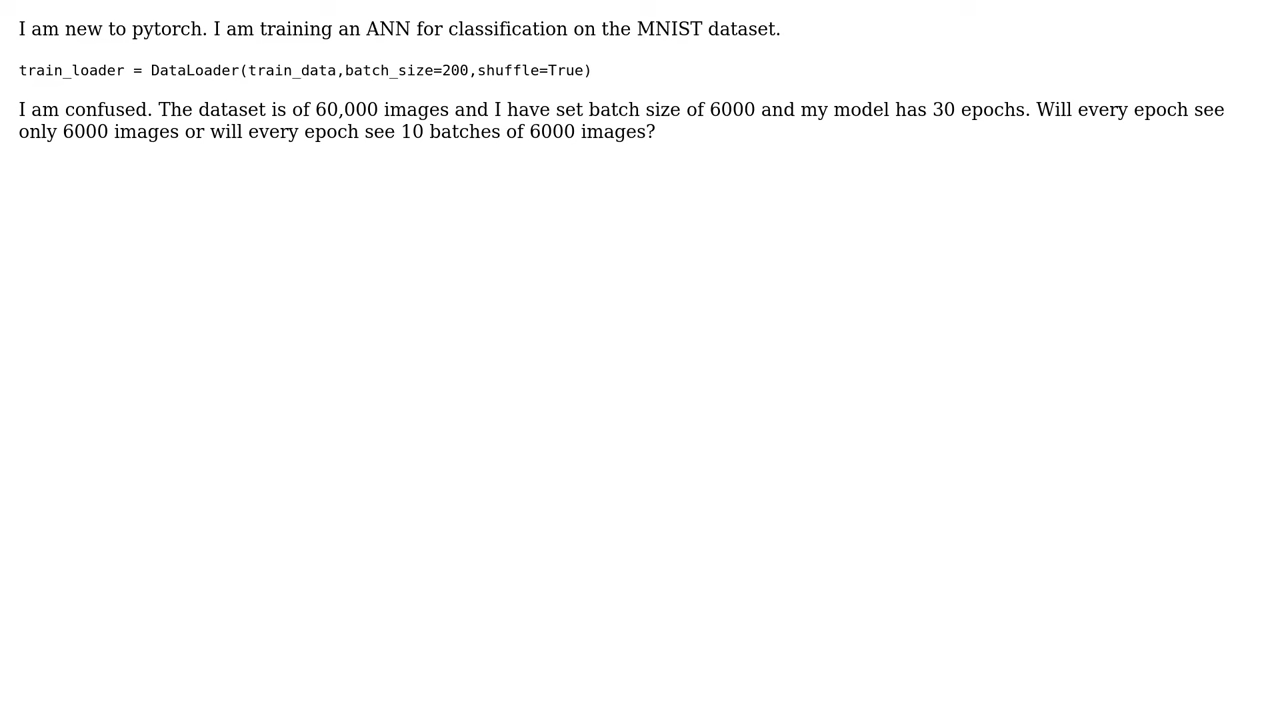 I am new to pytorch. I am training an ANN for classification on the MNIST dataset.
train_loader = DataLoader(train_data,batch_size=200,shuffle=True)
I am confused. The dataset is of 60,000 images and I have set batch size of 6000 and my model has 30 epochs. Will every epoch see
only 6000 images or will every epoch see 10 batches of 6000 images?